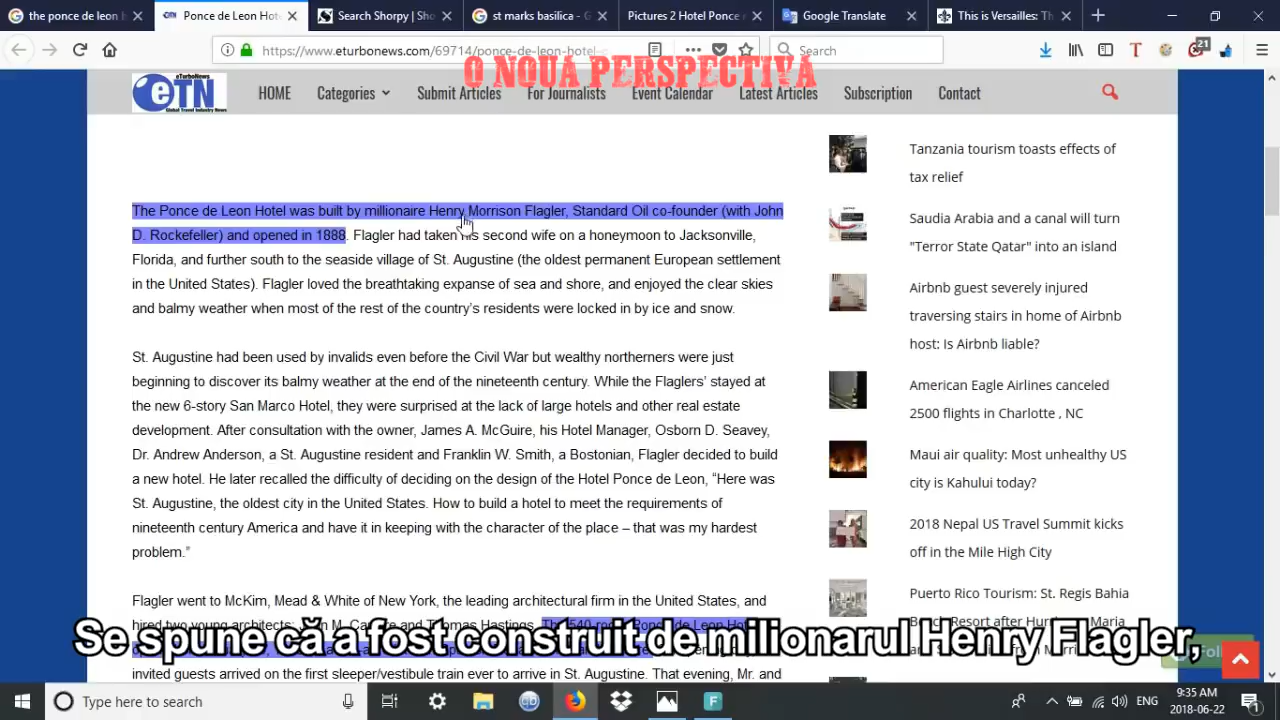 the ponce de leon hotel
Ponce de Leon Hotel
Search Shorpy |
st marks basilica - G
Pictures 2 Hotel Ponce
Google Translate
This is Versailles: Th
https://www.eturbonews.com/69714/ponce-de-leon-hotel-
Search
21
O NOUA PERSPECTIVA
eTurboNews
eTN
Global Travel Industry News
HOME
Categories
Submit Articles
For Journalists
Event Calendar
Latest Articles
Subscription
Contact
The Ponce de Leon Hotel was built by millionaire Henry Morrison Flagler, Standard Oil co-founder (with John
D. Rockefeller) and opened in 1888. Flagler had taken his second wife on a honeymoon to Jacksonville,
Florida, and further south to the seaside village of St. Augustine (the oldest permanent European settlement
in the United States). Flagler loved the breathtaking expanse of sea and shore, and enjoyed the clear skies
and balmy weather when most of the rest of the country's residents were locked in by ice and snow.
St. Augustine had been used by invalids even before the Civil War but wealthy northerners were just
beginning to discover its balmy weather at the end of the nineteenth century. While the Flaglers' stayed at
the new 6-story San Marco Hotel, they were surprised at the lack of large hotels and other real estate
development. After consultation with the owner, James A. McGuire, his Hotel Manager, Osborn D. Seavey,
Dr. Andrew Anderson, a St. Augustine resident and Franklin W. Smith, a Bostonian, Flagler decided to build
a new hotel. He later recalled the difficulty of deciding on the design of the Hotel Ponce de Leon, “Here was
St. Augustine, the oldest city in the United States. How to build a hotel to meet the requirements of
nineteenth century America and have it in keeping with the character of the place – that was my hardest
problem.”
Flagler went to McKim, Mead & White of New York, the leading architectural firm in the United States, and
hired two young architects:
invited guests arrived on the first sleeper/vestibule train ever to arrive in St. Augustine. That evening, Mr. and
Tanzania tourism toasts effects of
tax relief
Saudia Arabia and a canal will turn
"Terror State Qatar" into an island
Airbnb guest severely injured
traversing stairs in home of Airbnb
host: Is Airbnb liable?
American Eagle Airlines canceled
2500 flights in Charlotte , NC
Maui air quality: Most unhealthy US
city is Kahului today?
2018 Nepal US Travel Summit kicks
off in the Mile High City
Puerto Rico Tourism: St. Regis Bahia
Se spune că a fost construit de milionarul Henry Flagler,
Type here to search
ENG
9:35 AM
2018-06-22